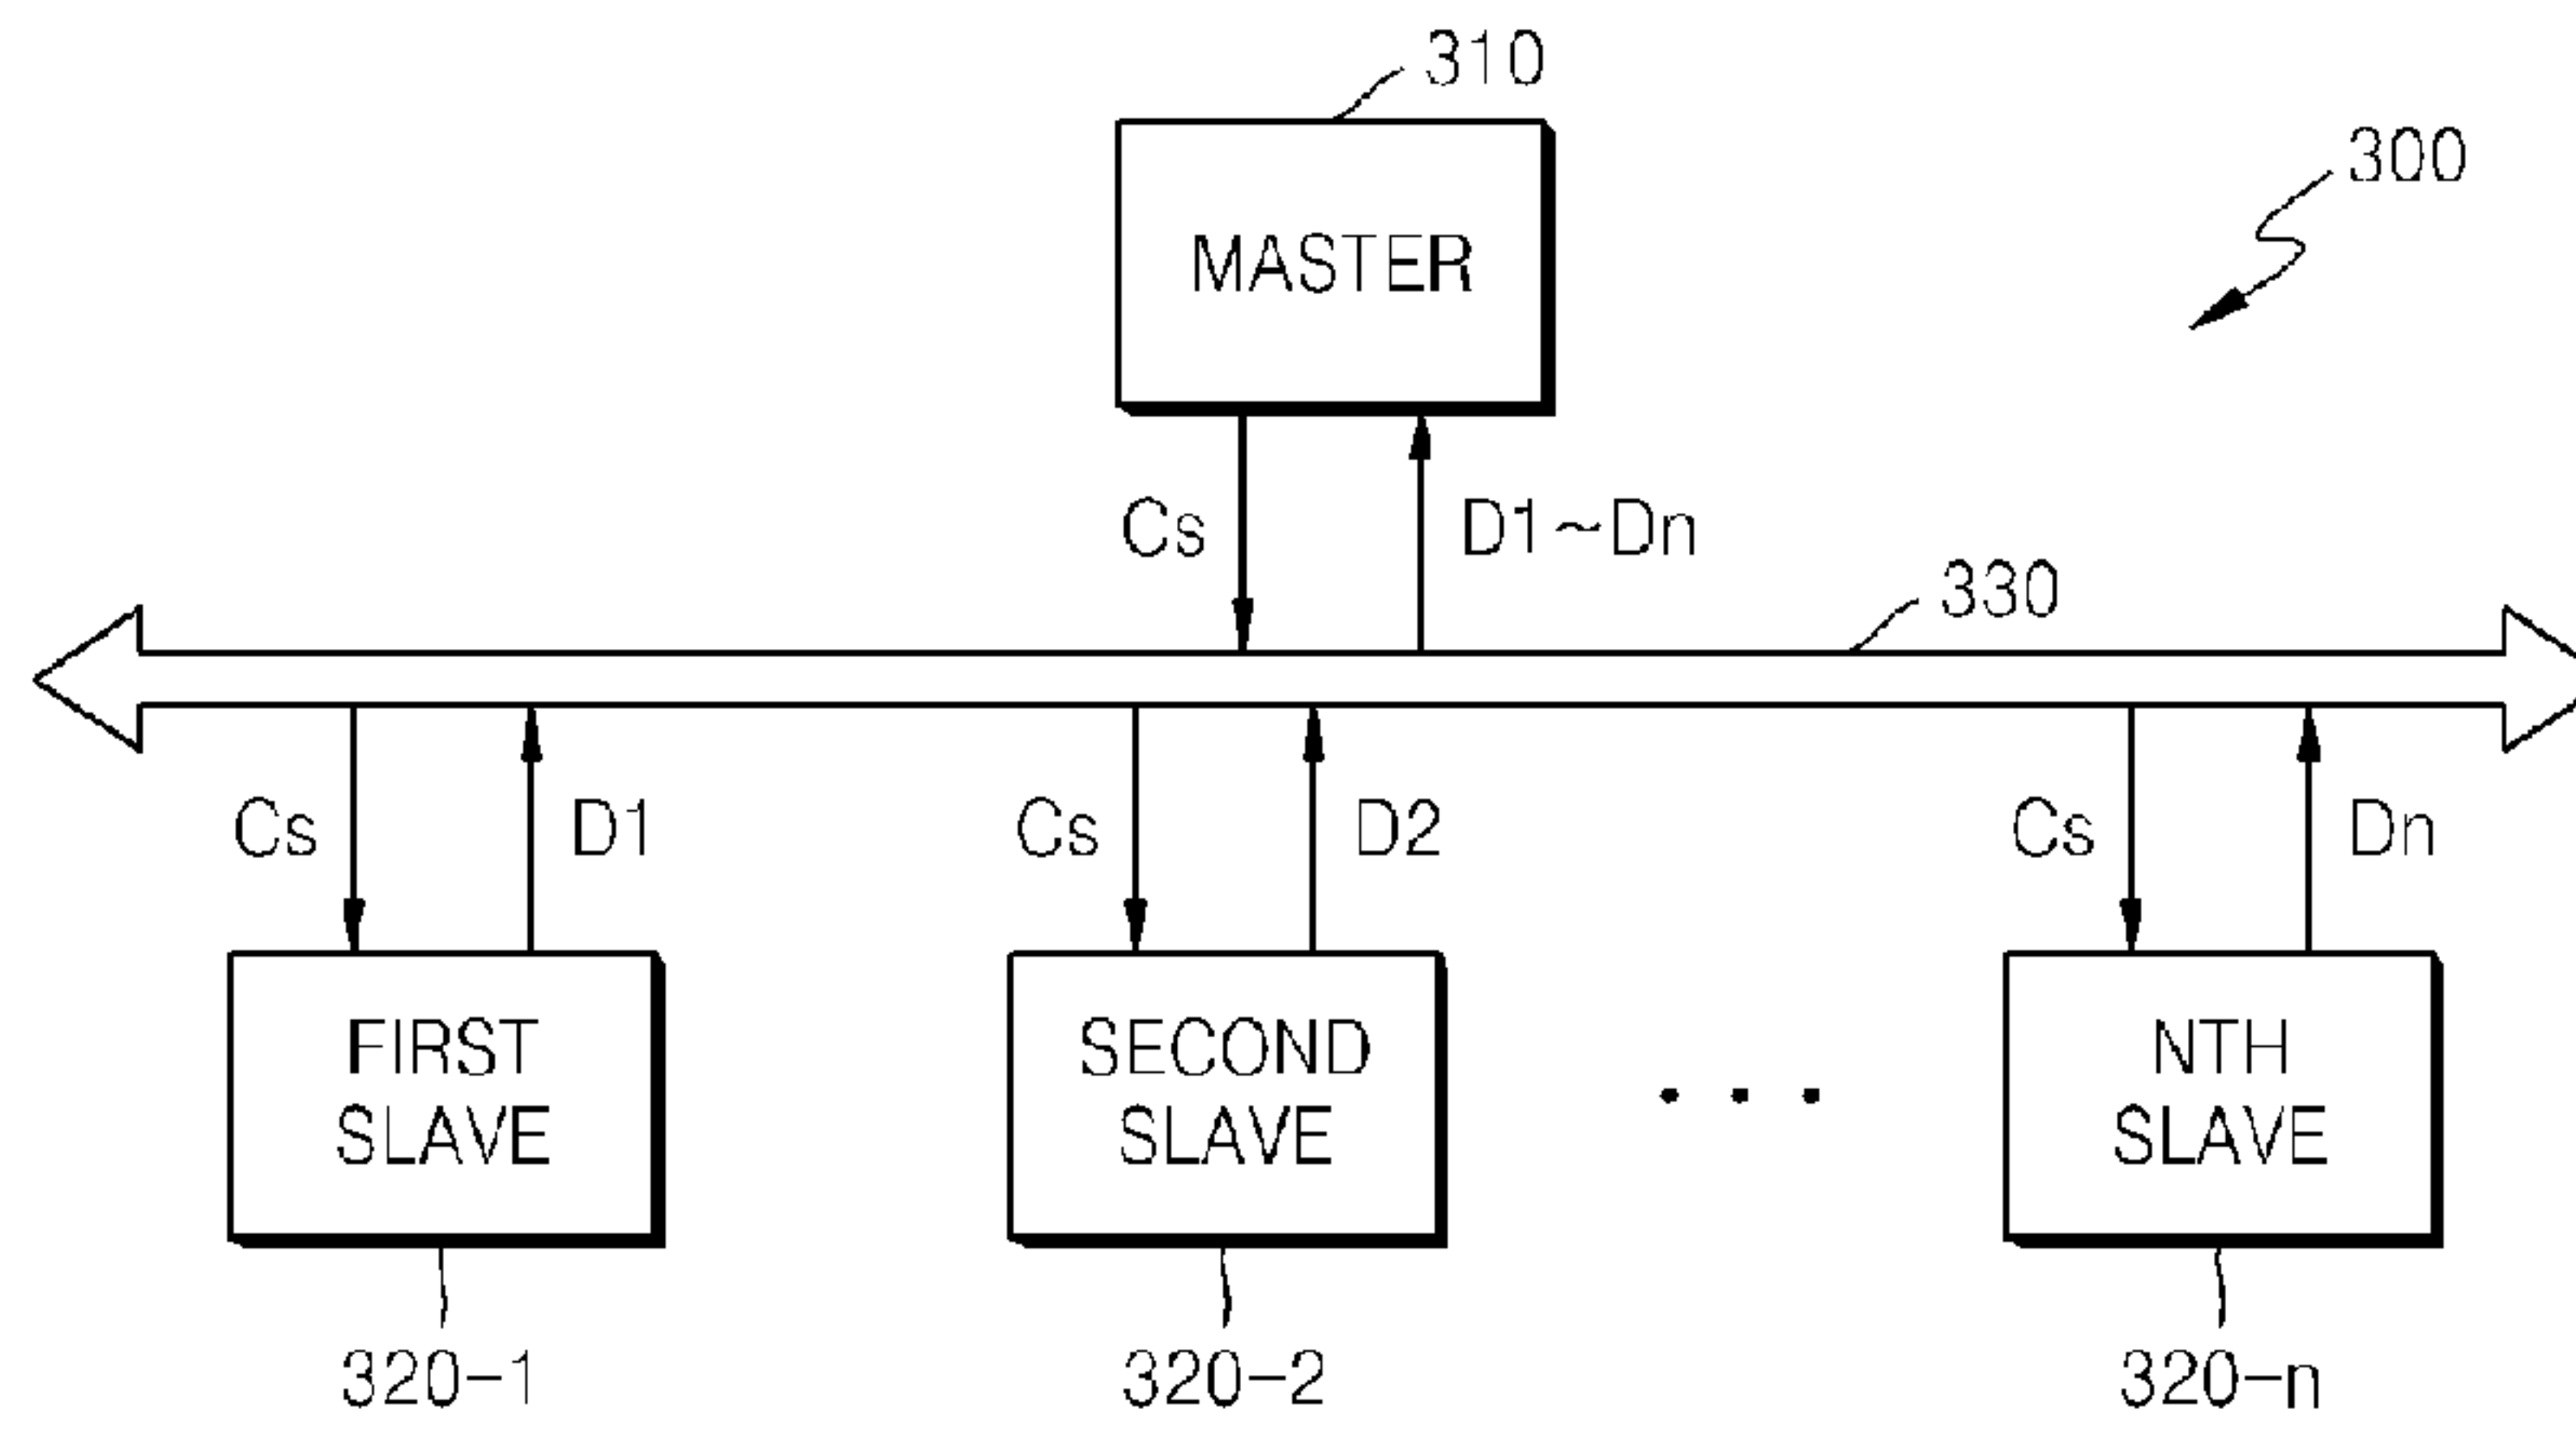 310
300
MASTER
Cs
D1~Dn
330
Cs
D1
Cs
D2
Cs
Dn
FIRST
SLAVE
SECOND
SLAVE
. . .
NTH
SLAVE
320-1
320-2
320-n